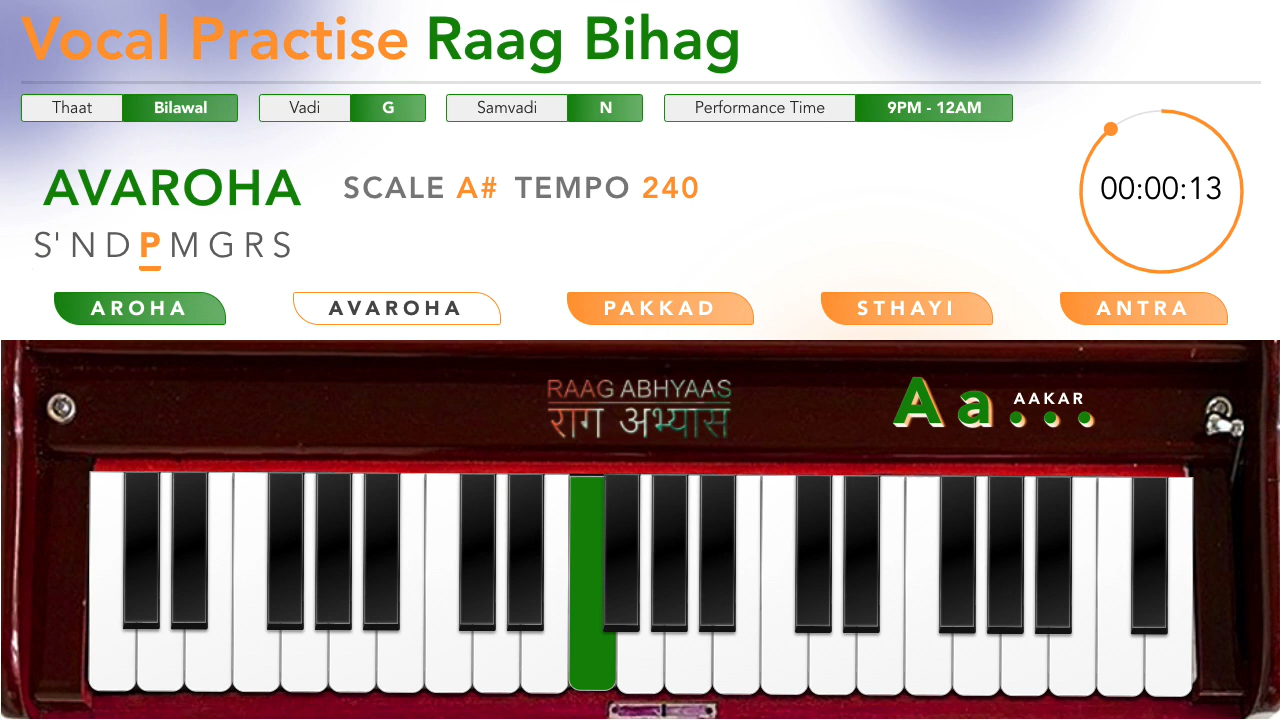 Vocal Practise Raag Bihag
Thaat Bilawal Vadi G Samvadi N Performance Time 9PM - 12AM
AVAROHA SCALE A# TEMPO 240 00:00:13
S' N D P M G R S
AROHA AVAROHA PAKKAD STHAYI ANTRA
RAAG ABHYAAS
राग अभ्यास
Aa... AAKAR